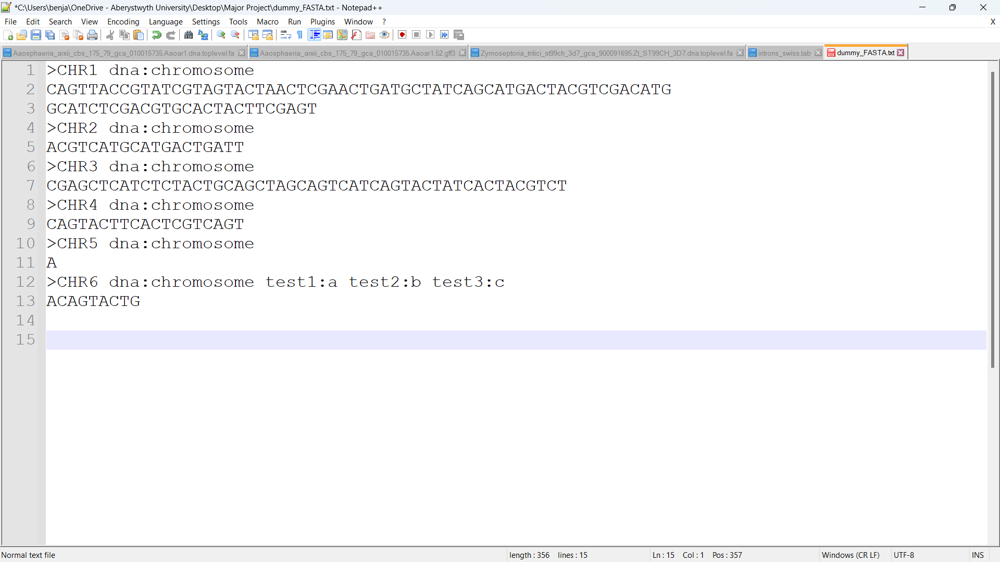 *C:\Users\benja\OneDrive - Aberystwyth University\Desktop\Major Project\dummy_FASTA.txt - Notepad++
File Edit Search View Encoding Language Settings Tools Macro Run Plugins Window ? X
Aaosphaeria_arxii_cbs_175_79_gca_010015735.Aaoar1.dna.toplevel.fa Aaosphaeria_arxii_cbs_175_79_gca_010015735.Aaoar1.52.gff3 Zymoseptoria_tritici_st99ch_3d7_gca_900091695.Zt_ST99CH_3D7.dna.toplevel.fa introns_swiss.tab dummy_FASTA.txt
1 >CHR1 dna:chromosome
2 CAGTTACCGTATCGTAGTACTAACTCGAACTGATGCTATCAGCATGACTACGTCGACATG
3 GCATCTCGACGTGCACTACTTCGAGT
4 >CHR2 dna:chromosome
5 ACGTCATGCATGACTGATT
6 >CHR3 dna:chromosome
7 CGAGCTCATCTCTACTGCAGCTAGCAGTCATCAGTACTATCACTACGTCT
8 >CHR4 dna:chromosome
9 CAGTACTTCACTCGTCAGT
10 >CHR5 dna:chromosome
11 A
12 >CHR6 dna:chromosome test1:a test2:b test3:c
13 ACAGTACTG
14
15
Normal text file length : 356 lines : 15 Ln : 15 Col : 1 Pos : 357 Windows (CR LF) UTF-8 INS